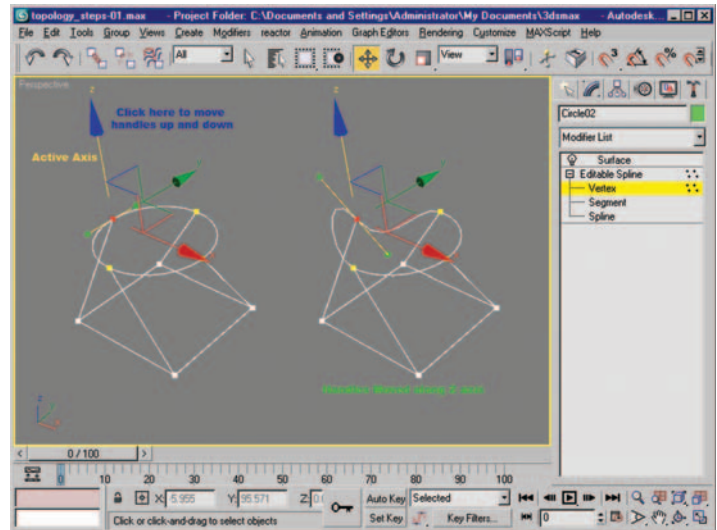 topology_steps-01.max - Project Folder: C:\Documents and Settings\Administrator\My Documents\3dsmax - Autodesk...
File Edit Tools Group Views Create Modifiers reactor Animation Graph Editors Rendering Customize MAXScript Help
All
View
Perspective
Click here to move
handles up and down
Active Axis
z
z
y
y
Circle02
Modifier List
Surface
Editable Spline
Vertex
Segment
Spline
0 / 100
0 10 20 30 40 50 60 70 80 90 100
X: 5.955 Y: 95.571 Z:
Auto Key Selected
Click or click-and-drag to select objects
Set Key Key Filters... 0